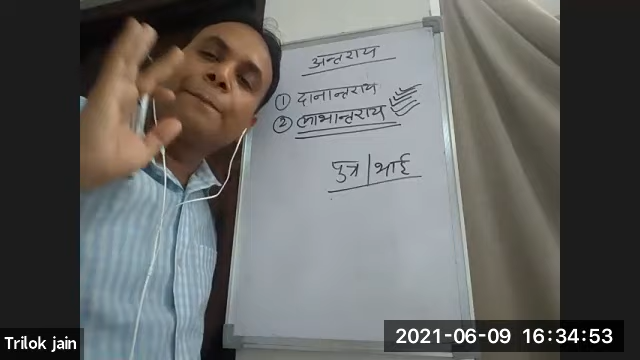 अन्तराय
① दानान्तराय
② लाभान्तराय
पुत्र | भाई
Trilok jain
2021-06-09 16:34:53